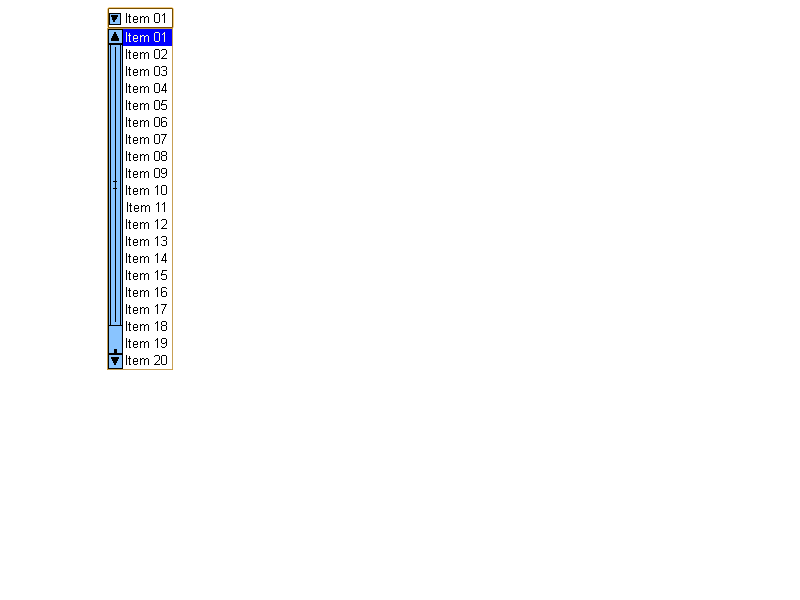 Item 01
Item 01
Item 02
Item 03
Item 04
Item 05
Item 06
Item 07
Item 08
Item 09
Item 10
Item 11
Item 12
Item 13
Item 14
Item 15
Item 16
Item 17
Item 18
Item 19
Item 20